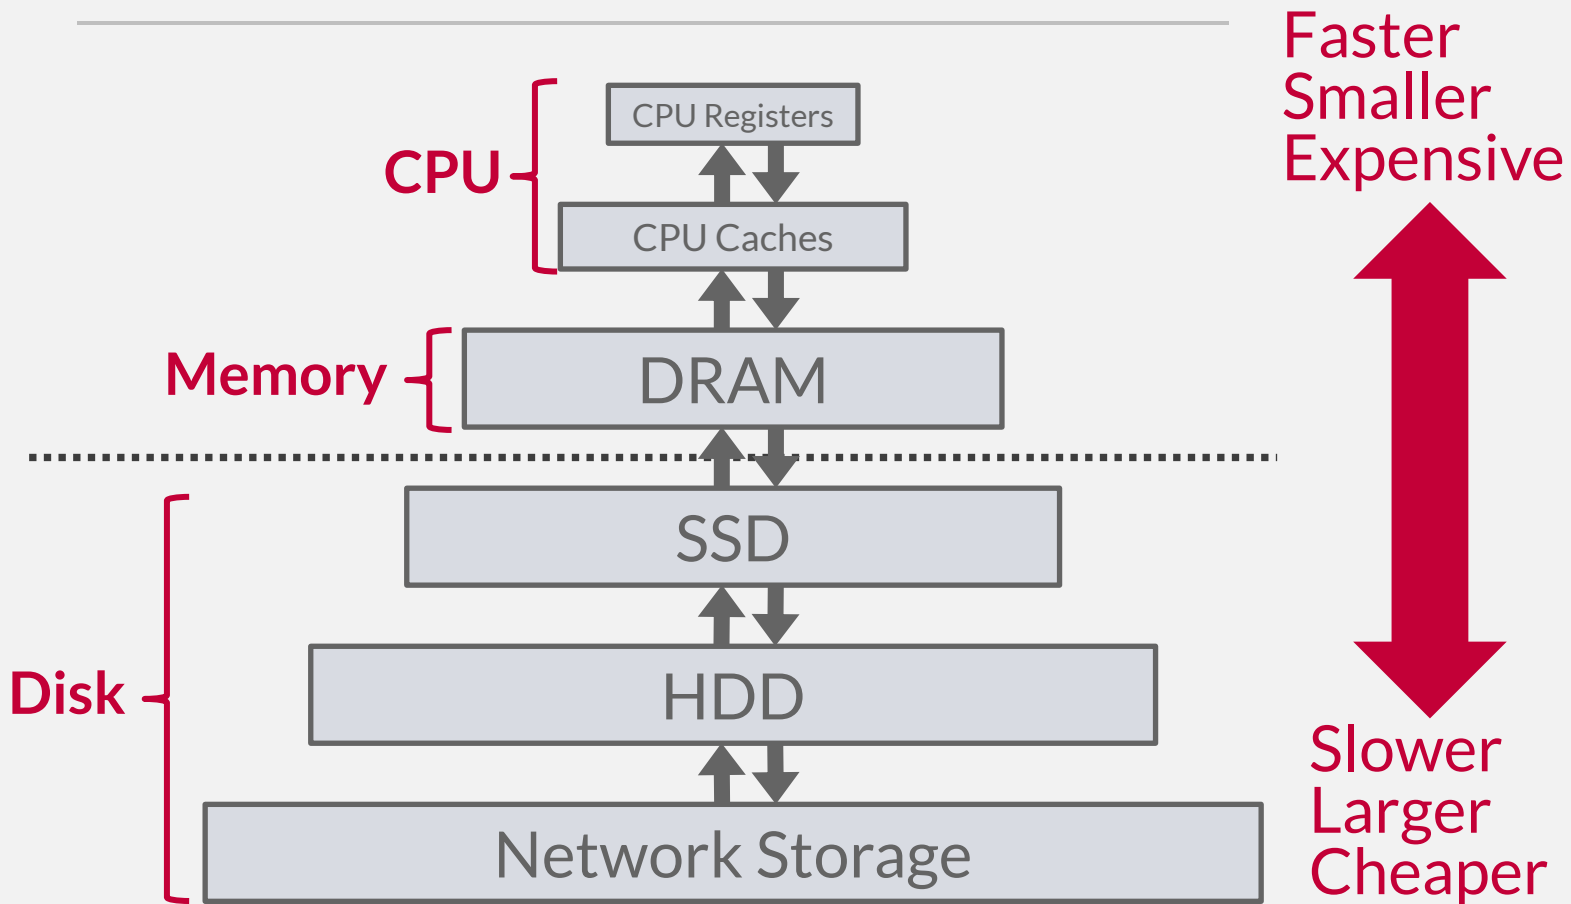 Faster
Smaller
Expensive
CPU Registers
CPU
CPU Caches
Memory
DRAM
SSD
Disk
HDD
Network Storage
Slower
Larger
Cheaper